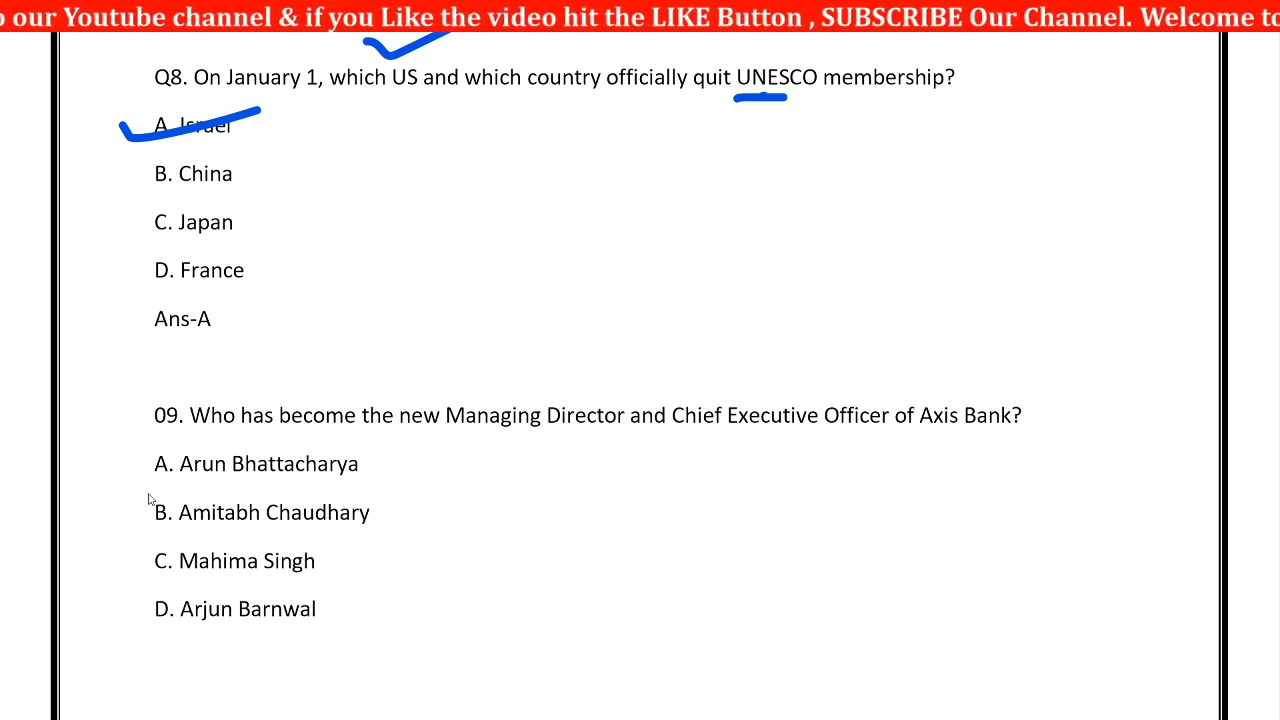 o our Youtube channel & if you Like the video hit the LIKE Button , SUBSCRIBE Our Channel. Welcome to
Q8. On January 1, which US and which country officially quit UNESCO membership?
A. Israel
B. China
C. Japan
D. France
Ans-A
09. Who has become the new Managing Director and Chief Executive Officer of Axis Bank?
A. Arun Bhattacharya
B. Amitabh Chaudhary
C. Mahima Singh
D. Arjun Barnwal